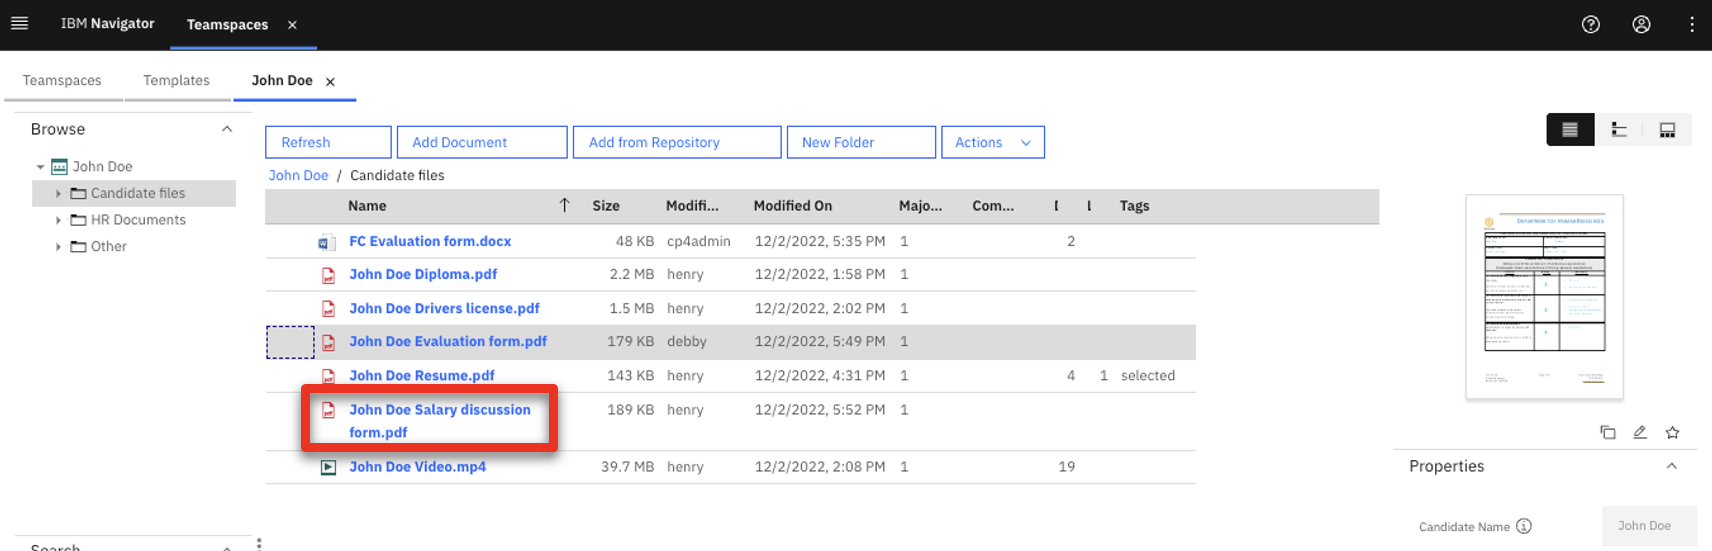 IBM Navigator
Teamspaces
Teamspaces
Templates
John Doe
Browse
John Doe
Candidate files
HR Documents
Other
Refresh
Add Document
Add from Repository
New Folder
Actions
John Doe / Candidate files
Name Size Modifi... Modified On Majo... Com... Tags
FC Evaluation form.docx 48 KB cp4admin 12/2/2022, 5:35 PM 1 2
John Doe Diploma.pdf 2.2 MB henry 12/2/2022, 1:58 PM 1
John Doe Drivers license.pdf 1.5 MB henry 12/2/2022, 2:02 PM 1
John Doe Evaluation form.pdf 179 KB debby 12/2/2022, 5:49 PM 1
John Doe Resume.pdf 143 KB henry 12/2/2022, 4:31 PM 1 4 1 selected
John Doe Salary discussion 189 KB henry 12/2/2022, 5:52 PM 1
form.pdf
John Doe Video.mp4 39.7 MB henry 12/2/2022, 2:08 PM 1 19
Department of Human Resources
Properties
Candidate Name
John Doe
Search